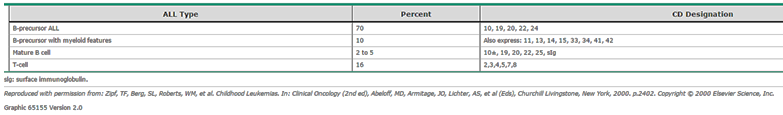 ALL Type Percent CD Designation
B-precursor ALL 70 10, 19, 20, 22, 24
B-precursor with myeloid features 10 Also express: 11, 13, 14, 15, 33, 34, 41, 42
Mature B cell 2 to 5 10a, 19, 20, 22, 25, sIg
T-cell 16 2,3,4,5,7,8
sIg: surface immunoglobulin.
Reproduced with permission from: Zipf, TF, Berg, SL, Roberts, WM, et al. Childhood Leukemias. In: Clinical Oncology (2nd ed), Abeloff, MD, Armitage, JO, Lichter, AS, et al (Eds), Churchill Livingstone, New York, 2000. p.2402. Copyright © 2000 Elsevier Science, Inc.
Graphic 65155 Version 2.0